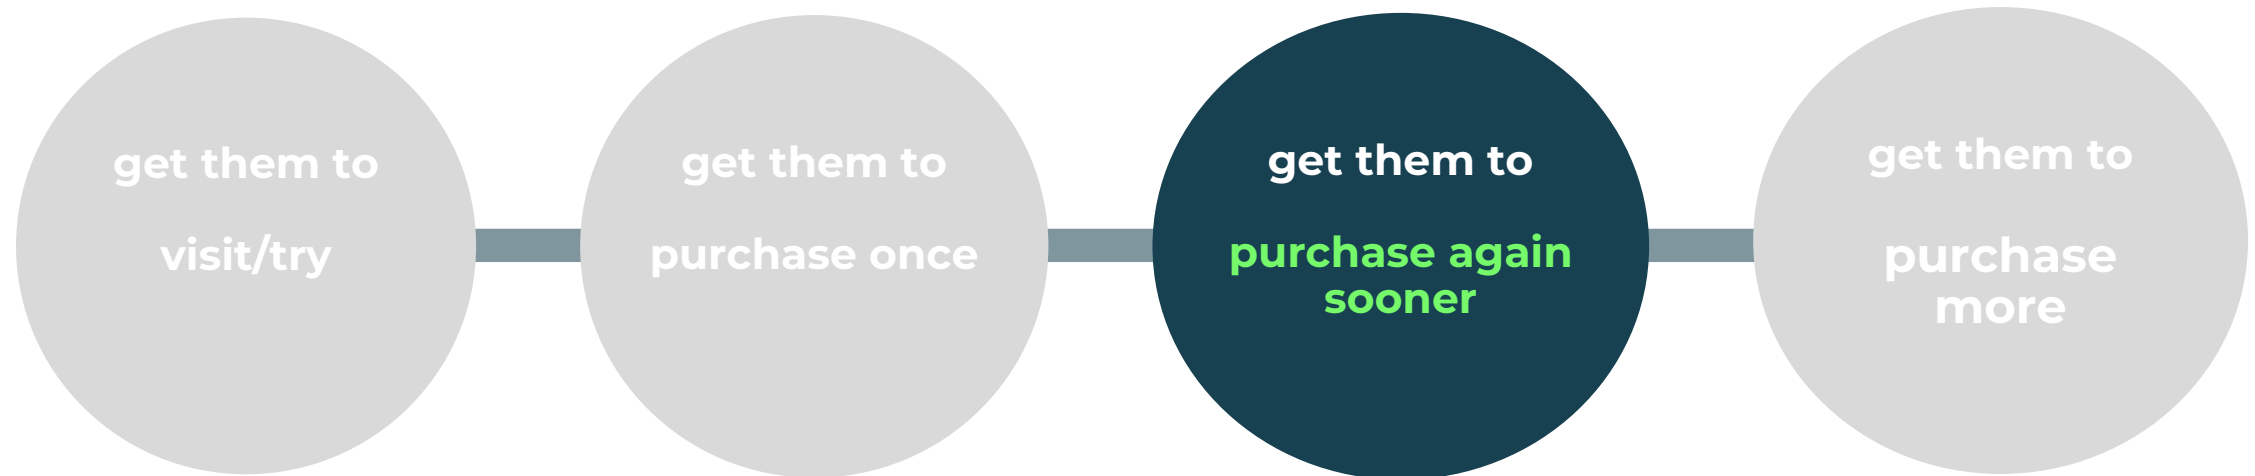 get them to
visit/try
get them to
purchase once
get them to
purchase again
sooner
get them to
purchase
more